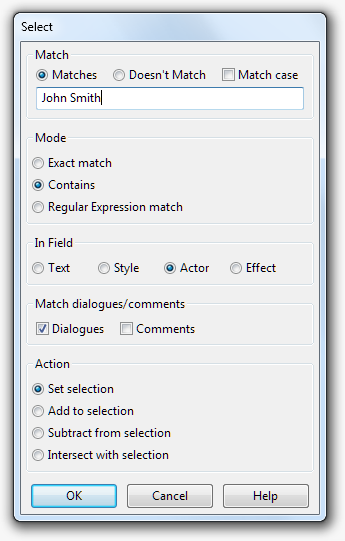 Select
Match
Matches Doesn't Match Match case
John Smith
Mode
Exact match
Contains
Regular Expression match
In Field
Text Style Actor Effect
Match dialogues/comments
Dialogues Comments
Action
Set selection
Add to selection
Subtract from selection
Intersect with selection
OK Cancel Help